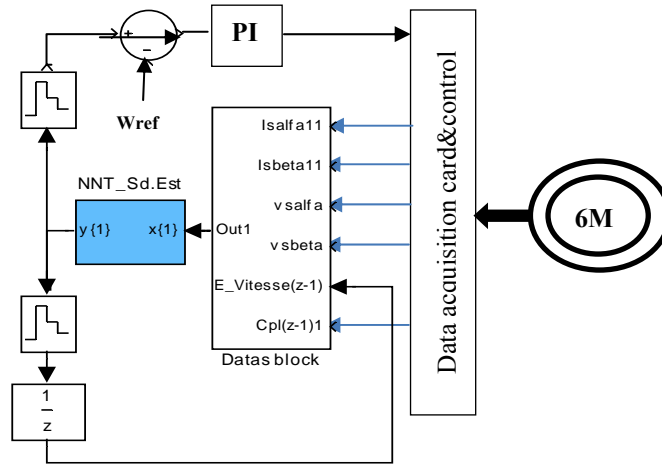 +
-
PI
Wref
Isalfa11
Isbeta11
vsalfa
vsbeta
E_Vitesse(z-1)
Cpl(z-1)1
Out1
Datas block
NNT_Sd.Est
y{1}
x{1}
1
z
Data acquisition card&control
6M